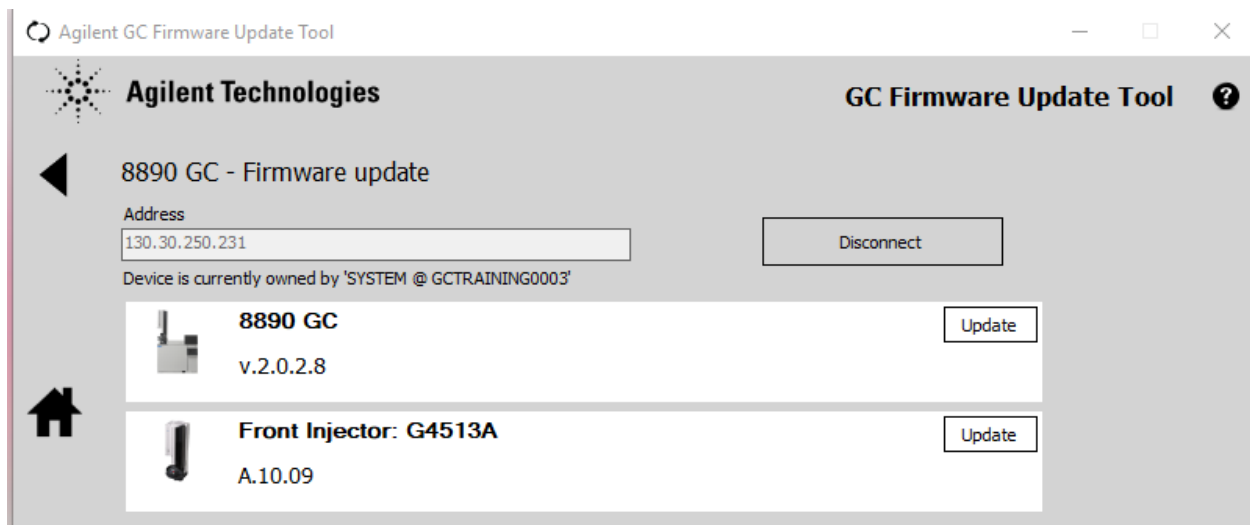 Agilent GC Firmware Update Tool
Agilent Technologies
GC Firmware Update Tool
8890 GC - Firmware update
Address
130.30.250.231
Disconnect
Device is currently owned by 'SYSTEM @ GCTRAINING0003'
8890 GC
Update
v.2.0.2.8
Front Injector: G4513A
Update
A.10.09